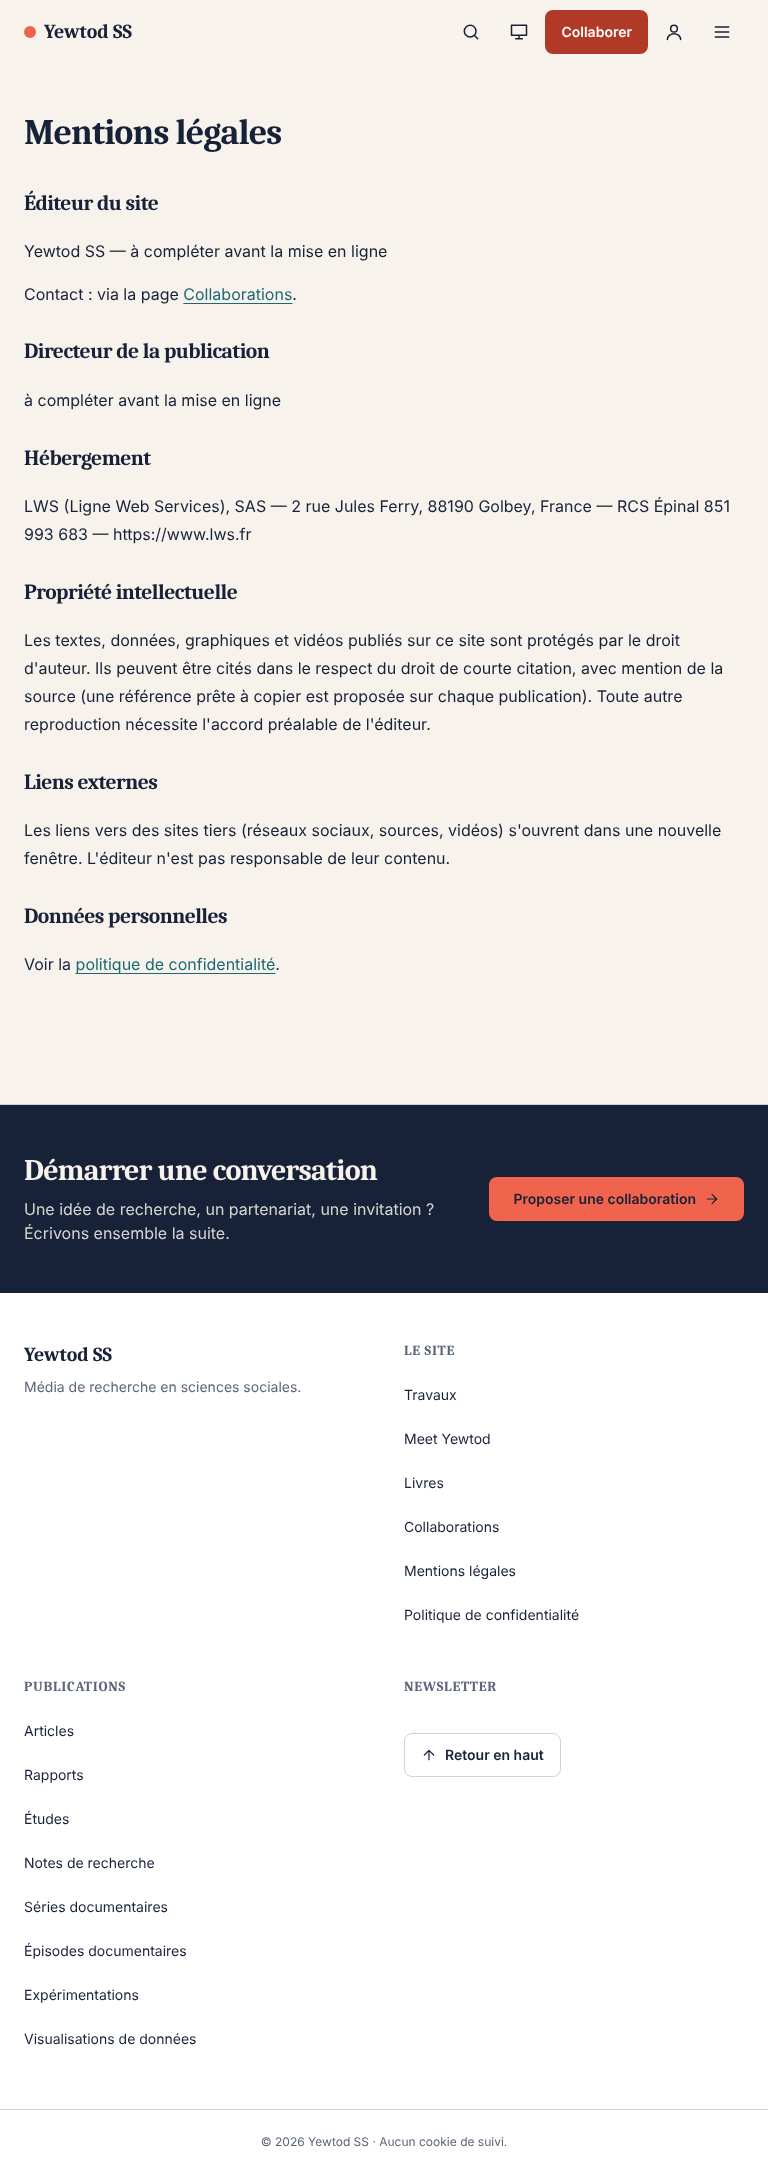 Yewtod SS
Collaborer
Mentions légales
Éditeur du site
Yewtod SS — à compléter avant la mise en ligne
Contact : via la page Collaborations.
Directeur de la publication
à compléter avant la mise en ligne
Hébergement
LWS (Ligne Web Services), SAS — 2 rue Jules Ferry, 88190 Golbey, France — RCS Épinal 851
993 683 — https://www.lws.fr
Propriété intellectuelle
Les textes, données, graphiques et vidéos publiés sur ce site sont protégés par le droit
d'auteur. Ils peuvent être cités dans le respect du droit de courte citation, avec mention de la
source (une référence prête à copier est proposée sur chaque publication). Toute autre
reproduction nécessite l'accord préalable de l'éditeur.
Liens externes
Les liens vers des sites tiers (réseaux sociaux, sources, vidéos) s'ouvrent dans une nouvelle
fenêtre. L'éditeur n'est pas responsable de leur contenu.
Données personnelles
Voir la politique de confidentialité.
Démarrer une conversation
Une idée de recherche, un partenariat, une invitation ?
Écrivons ensemble la suite.
Proposer une collaboration
Yewtod SS
Média de recherche en sciences sociales.
LE SITE
Travaux
Meet Yewtod
Livres
Collaborations
Mentions légales
Politique de confidentialité
PUBLICATIONS
Articles
Rapports
Études
Notes de recherche
Séries documentaires
Épisodes documentaires
Expérimentations
Visualisations de données
NEWSLETTER
Retour en haut
© 2026 Yewtod SS · Aucun cookie de suivi.